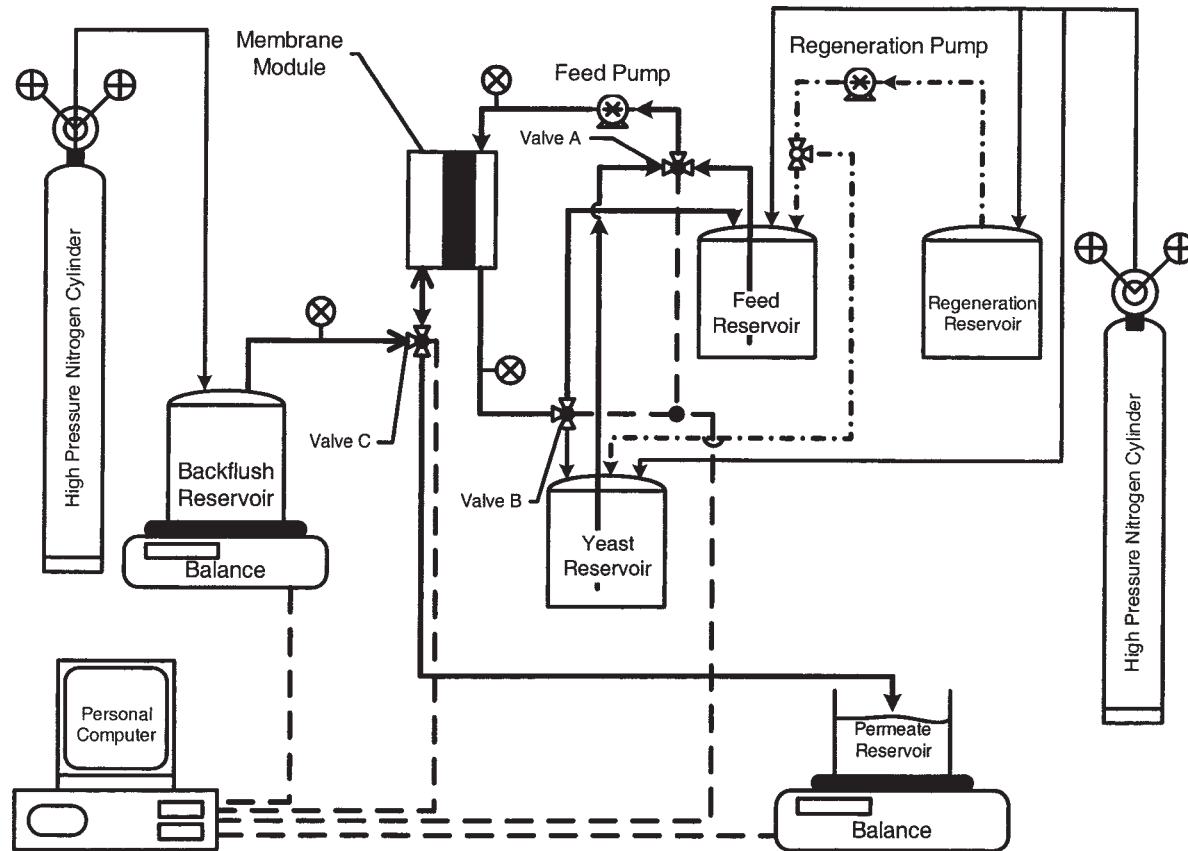 Membrane
Module
Feed Pump
Regeneration Pump
Valve A
High Pressure Nitrogen Cylinder
Feed
Reservoir
Regeneration
Reservoir
High Pressure Nitrogen Cylinder
Valve C
Backflush
Reservoir
Valve B
Yeast
Reservoir
Balance
Personal
Computer
Permeate
Reservoir
Balance